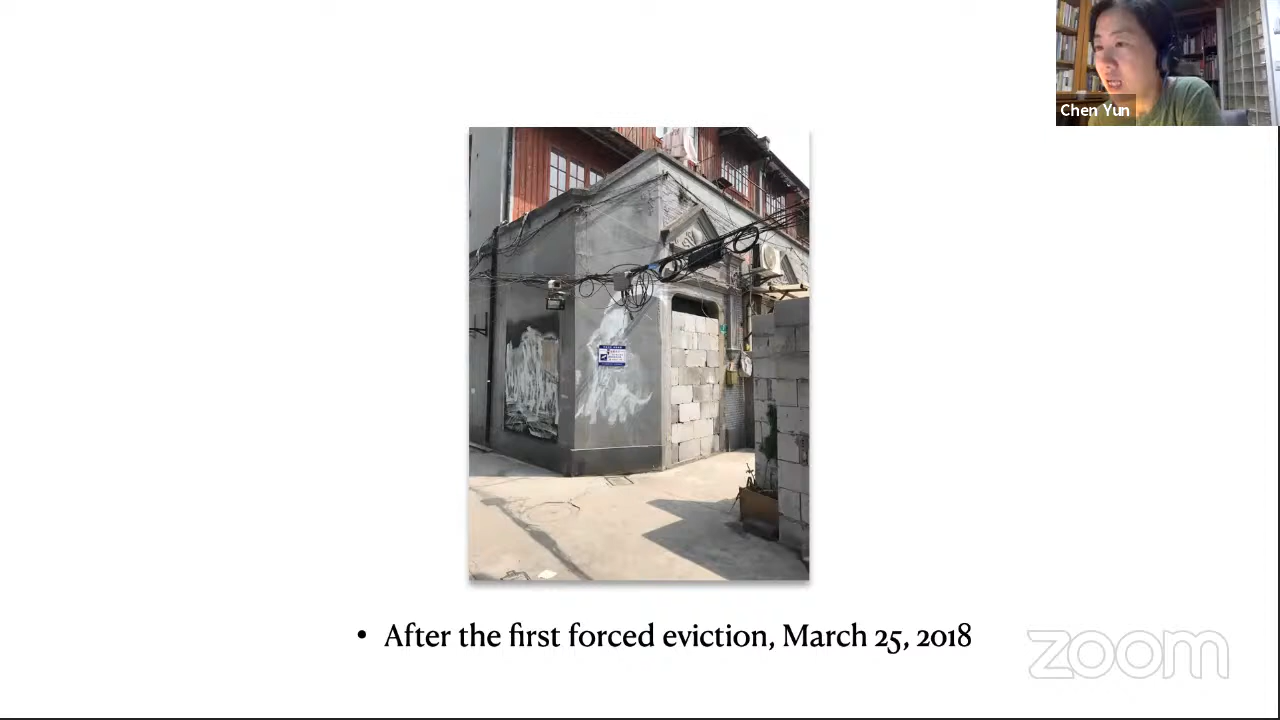 Chen Yun
• After the first forced eviction, March 25, 2018
zoom